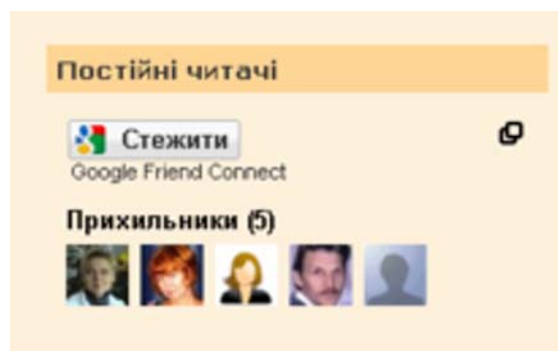 Постійні читачі
Стежити
Google Friend Connect
Прихильники (5)